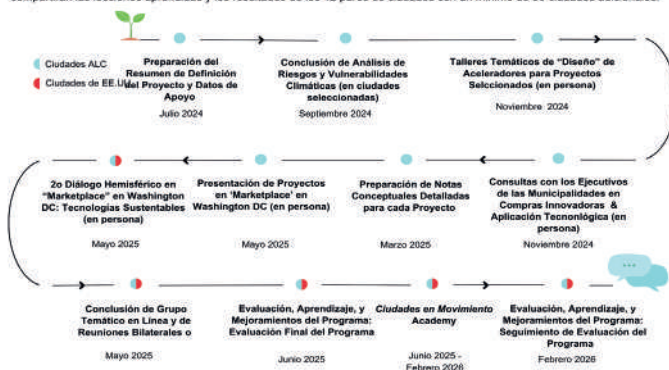 Ciudades ALC
Ciudades de EE.UU
Preparación del
Resumen de Definición
del Proyecto y Datos de
Apoyo
Julio 2024
Conclusión de Análisis de
Riesgos y Vulnerabilidades
Climáticas (en ciudades
seleccionadas)
Septiembre 2024
Talleres Temáticos de “Diseño” de
Aceleradores para Proyectos
Selccionados (en persona)
Noviembre 2024
2o Diálogo Hemisférico en
“Marketplace” en Washington
DC: Tecnologías Sustentables
(en persona)
Mayo 2025
Presentación de Proyectos
en ‘Marketplace’ en
Washington DC (en persona)
Mayo 2025
Preparación de Notas
Conceptuales Detalladas
para cada Proyecto
Marzo 2025
Consultas con los Ejecutivos
de las Municipalidades en
Compras Innovadoras &
Aplicación Tecnonlógica (en
persona)
Noviembre 2024
Conclusión de Grupo
Temático en Línea y de
Reuniones Bilaterales o
Mayo 2025
Evaluación, Aprendizaje, y
Mejoramientos del Programa:
Evaluación Final del Programa
Junio 2025
Ciudades en Movimiento
Academy
Junio 2025 -
Febrero 2026
Evaluación, Aprendizaje, y
Mejoramientos del Programa:
Seguimiento de Evaluación del
Programa
Febrero 2026